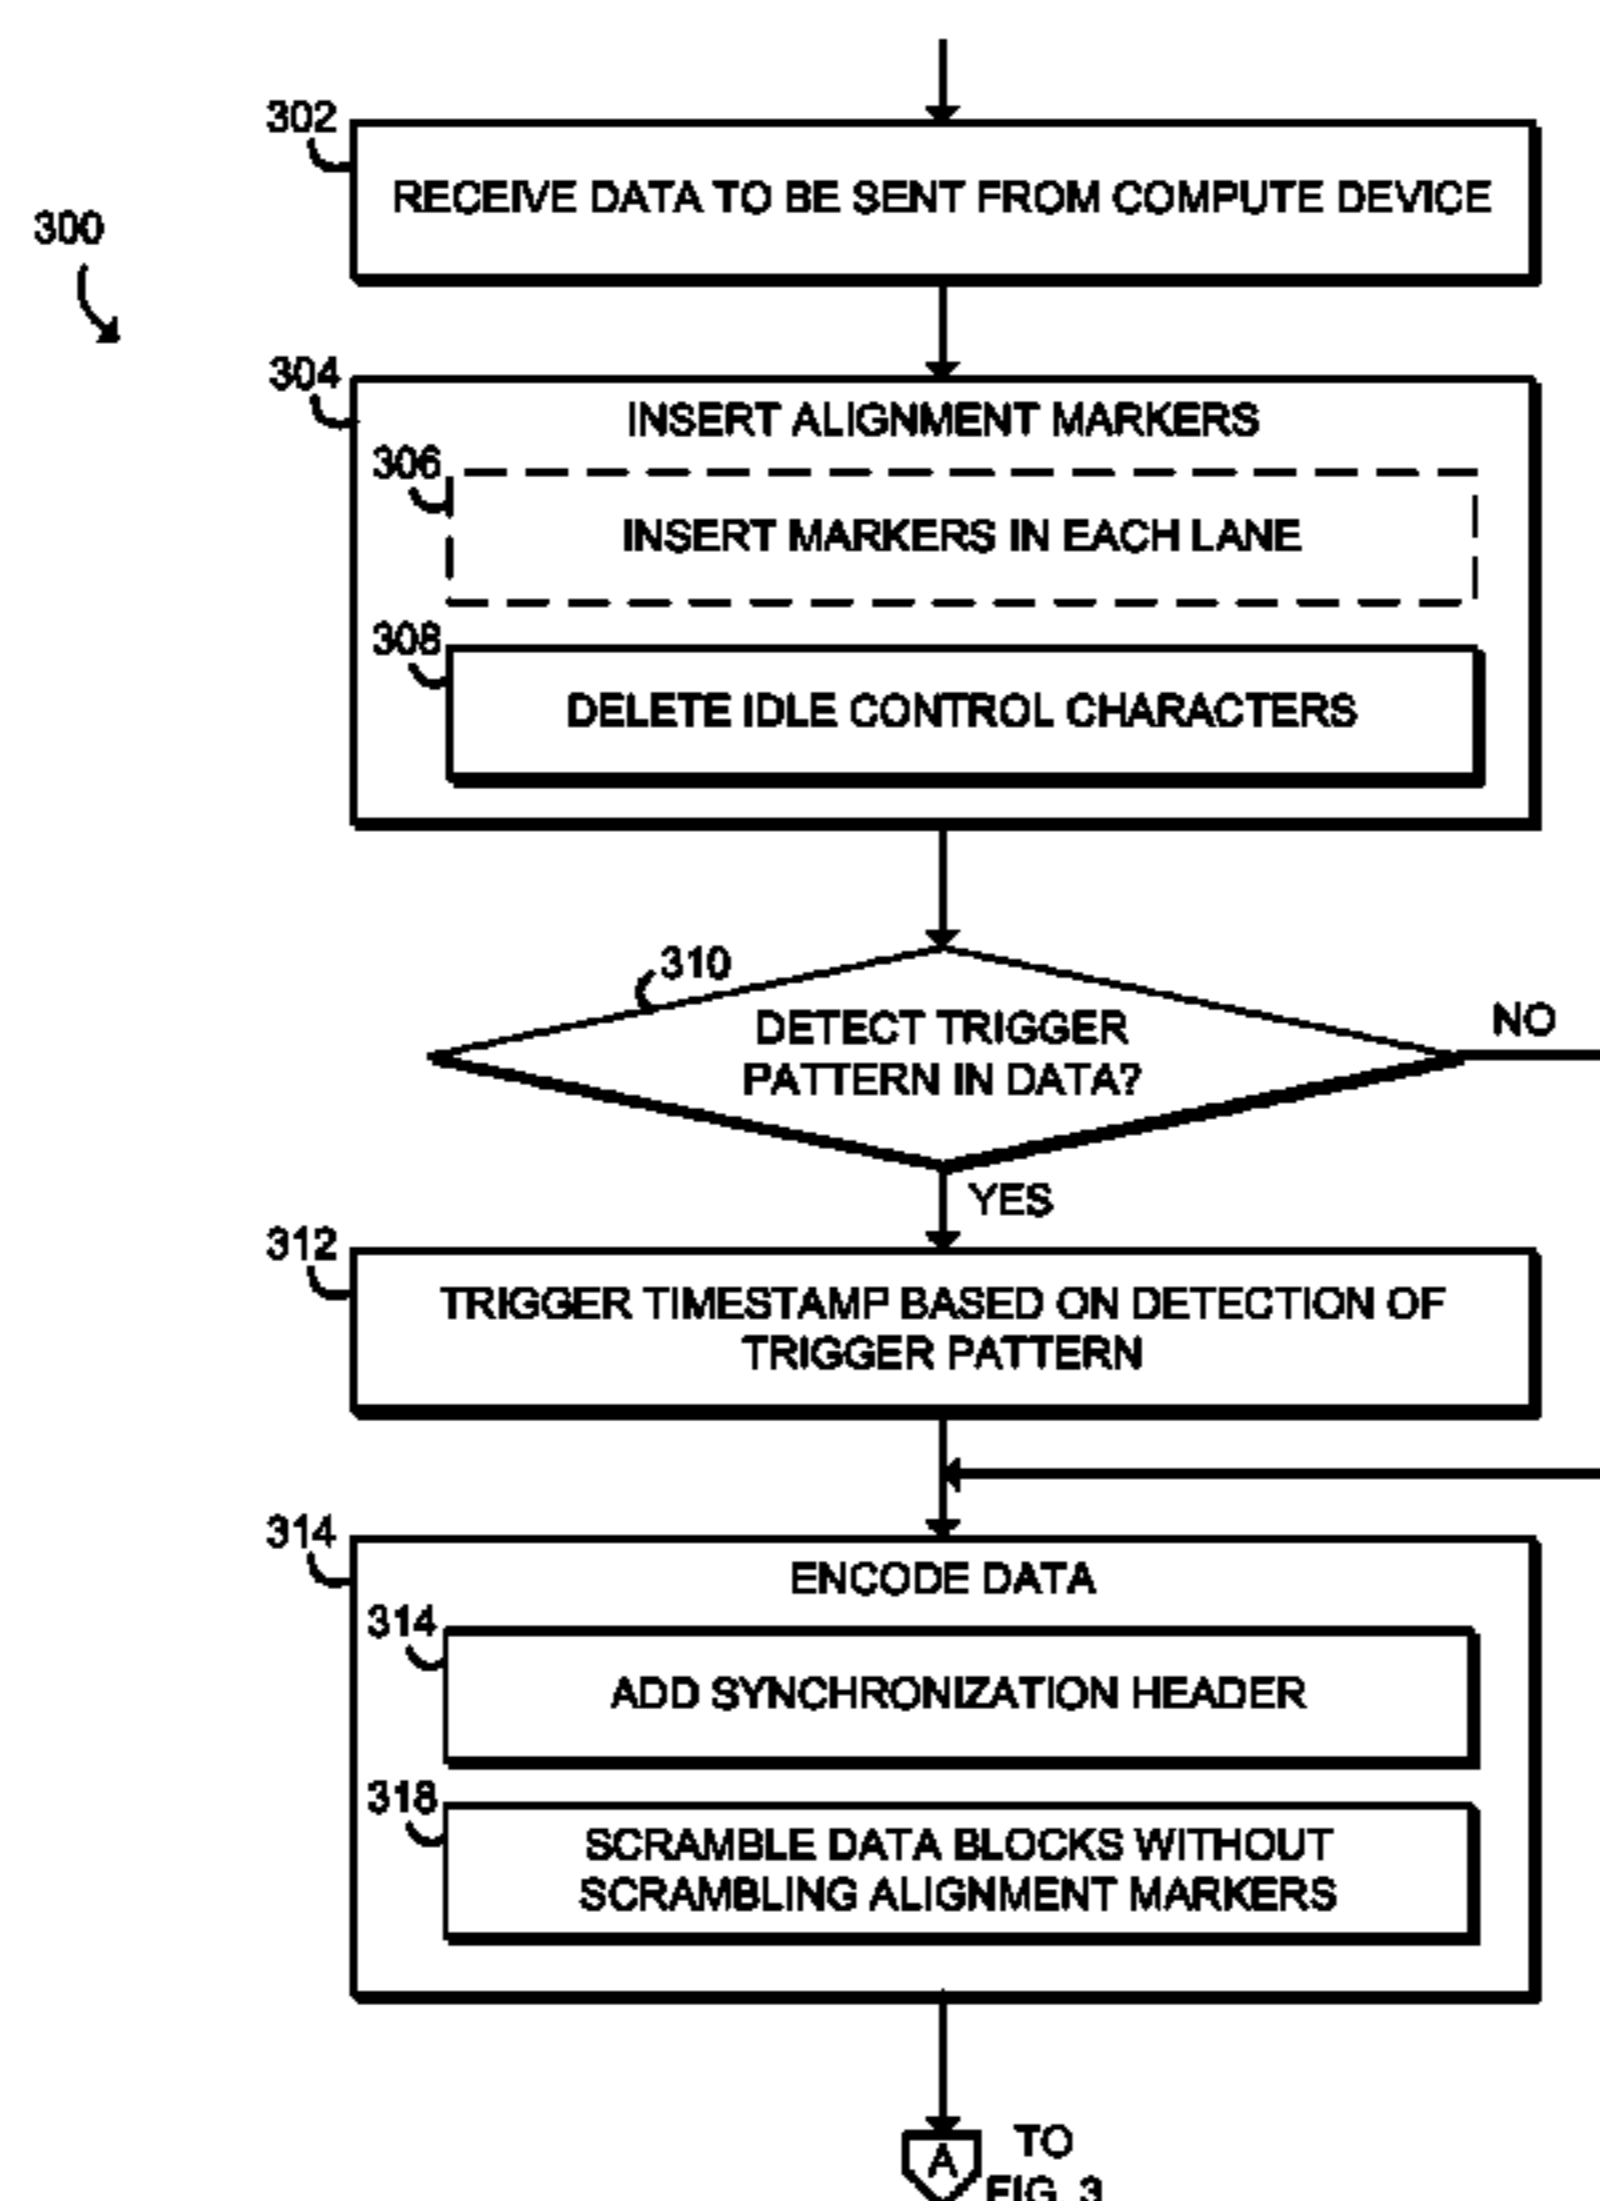 302
RECEIVE DATA TO BE SENT FROM COMPUTE DEVICE
300
304
INSERT ALIGNMENT MARKERS
306
INSERT MARKERS IN EACH LANE
308
DELETE IDLE CONTROL CHARACTERS
310
DETECT TRIGGER
PATTERN IN DATA?
NO
YES
312
TRIGGER TIMESTAMP BASED ON DETECTION OF
TRIGGER PATTERN
314
ENCODE DATA
314
ADD SYNCHRONIZATION HEADER
318
SCRAMBLE DATA BLOCKS WITHOUT
SCRAMBLING ALIGNMENT MARKERS
A
TO
FIG. 3